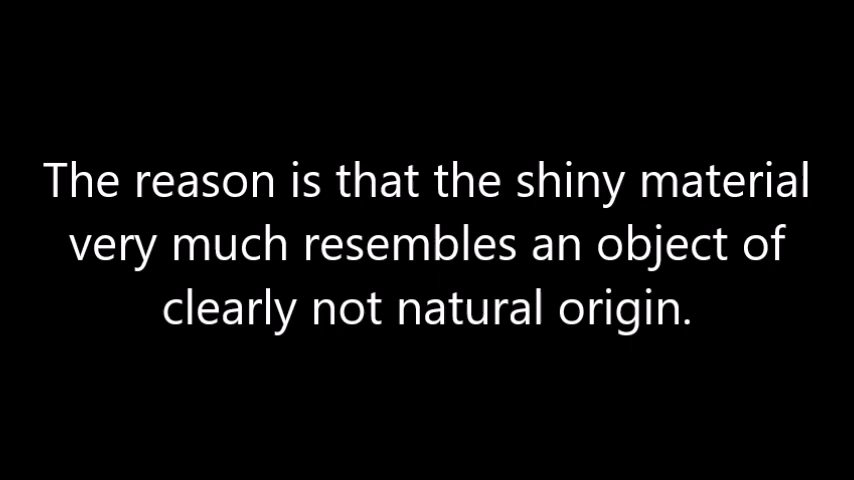 The reason is that the shiny material
very much resembles an object of
clearly not natural origin.